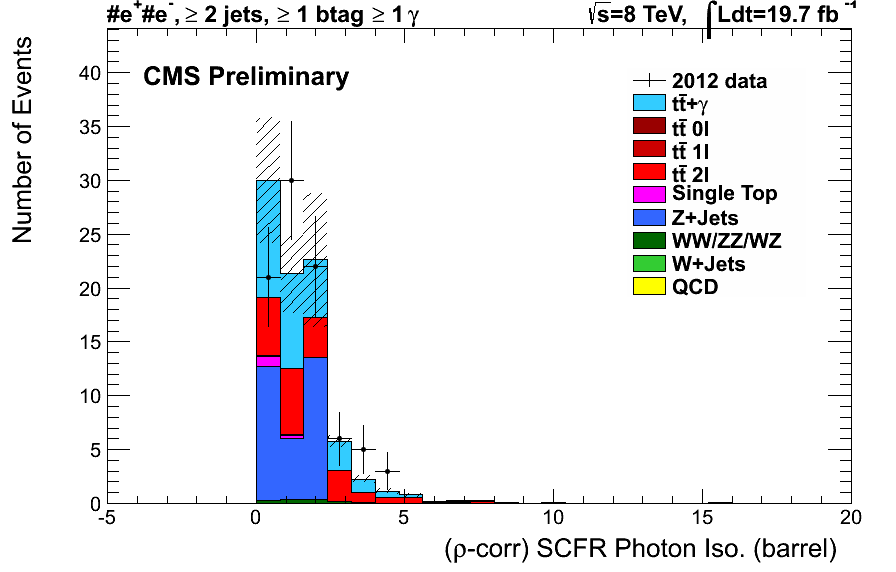 #e⁺#e⁻, ≥ 2 jets, ≥ 1 btag ≥ 1 γ
√s=8 TeV, ∫Ldt=19.7 fb⁻¹
CMS Preliminary
2012 data
tt̄+γ
tt̄ 0l
tt̄ 1l
tt̄ 2l
Single Top
Z+Jets
WW/ZZ/WZ
W+Jets
QCD
Number of Events
40
35
30
25
20
15
10
5
0
-5 0 5 10 15 20
(ρ-corr) SCFR Photon Iso. (barrel)